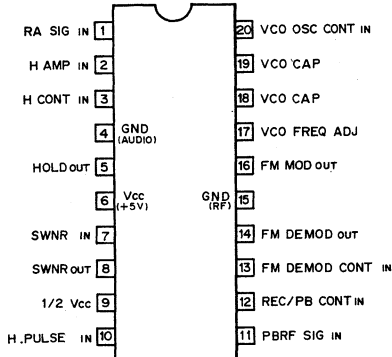 RA SIG IN 1 20 VCO OSC CONT IN
H AMP IN 2 19 VCO CAP
H CONT IN 3 18 VCO CAP
4 GND (AUDIO) 17 VCO FREQ ADJ
HOLD OUT 5 16 FM MOD OUT
6 Vcc (+5V) GND (RF) 15
SWNR IN 7 14 FM DEMOD OUT
SWNR OUT 8 13 FM DEMOD CONT IN
1/2 Vcc 9 12 REC/PB CONT IN
H.PULSE IN 10 11 PBRF SIG IN